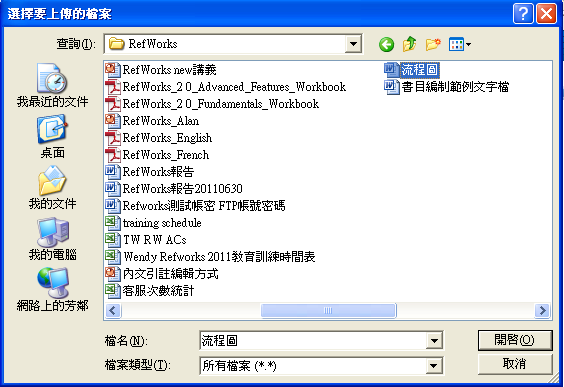 選擇要上傳的檔案
查詢(I):
RefWorks
我最近的文件
桌面
我的文件
我的電腦
網路上的芳鄰
RefWorks new講義
RefWorks_2 0_Advanced_Features_Workbook
RefWorks_2 0_Fundamentals_Workbook
RefWorks_Alan
RefWorks_English
RefWorks_French
RefWorks報告
RefWorks報告20110630
Refworks測試帳密 FTP帳號密碼
training schedule
TW RW ACs
Wendy Refworks 2011教育訓練時間表
內文引註編輯方式
客服次數統計
流程圖
書目編制範例文字檔
檔名(N):
流程圖
開啓(O)
檔案類型(T):
所有檔案 (*.*)
取消